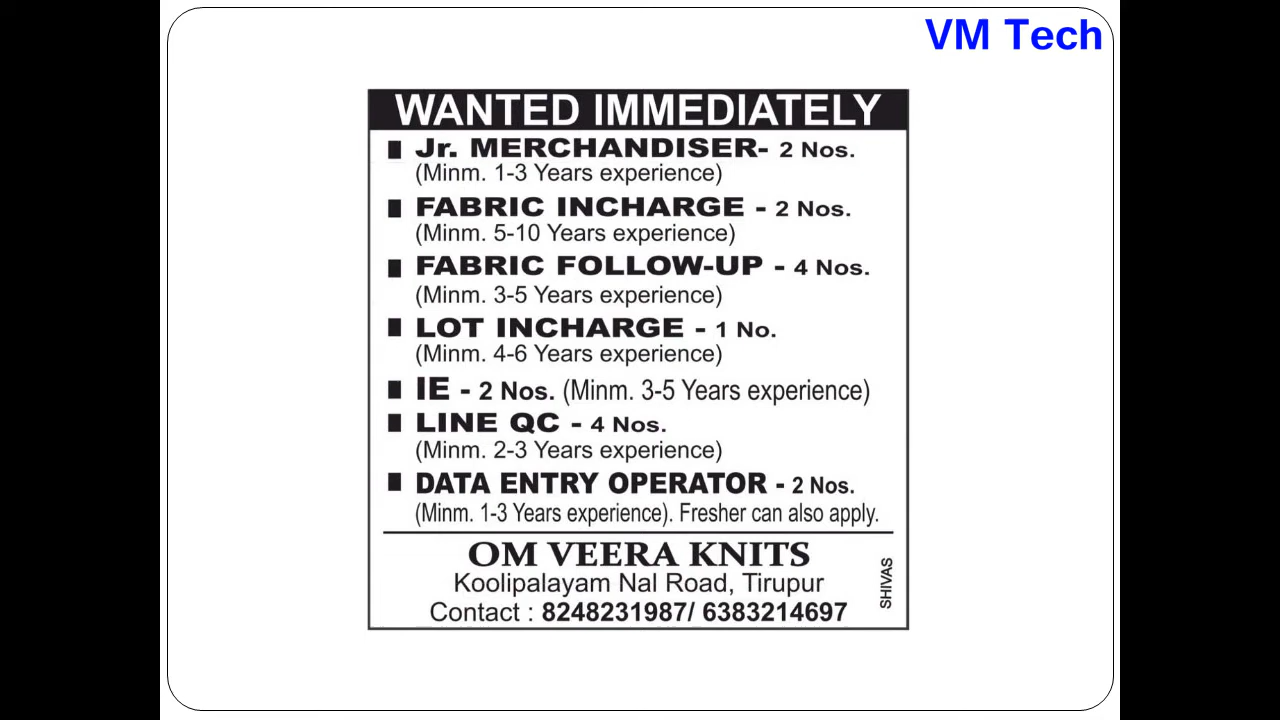 VM Tech
WANTED IMMEDIATELY
Jr. MERCHANDISER- 2 Nos.
(Minm. 1-3 Years experience)
FABRIC INCHARGE - 2 Nos.
(Minm. 5-10 Years experience)
FABRIC FOLLOW-UP - 4 Nos.
(Minm. 3-5 Years experience)
LOT INCHARGE - 1 No.
(Minm. 4-6 Years experience)
IE - 2 Nos. (Minm. 3-5 Years experience)
LINE QC - 4 Nos.
(Minm. 2-3 Years experience)
DATA ENTRY OPERATOR - 2 Nos.
(Minm. 1-3 Years experience). Fresher can also apply.
OM VEERA KNITS
Koolipalayam Nal Road, Tirupur
Contact : 8248231987/ 6383214697
SHIVAS